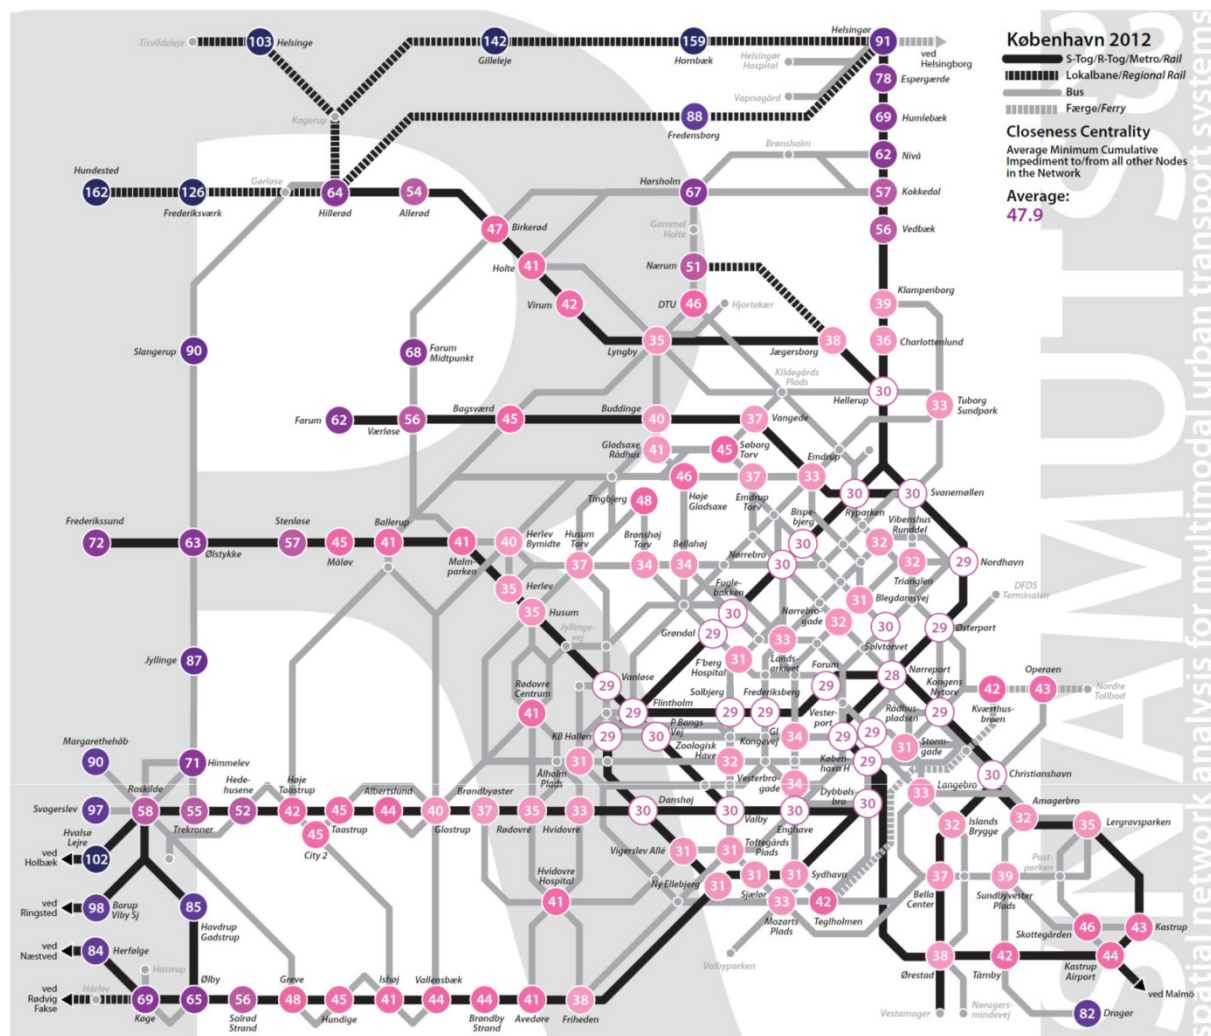 København 2012
S-Tog/R-Tog/Metro/Rail
Lokalbane/Regional Rail
Bus
Færge/Ferry
Closeness Centrality
Average Minimum Cumulative
Impediment to/from all other Nodes
in the Network
Average:
47.9
SNAMUTS
spatial network analysis for multimodal urban transport systems
Tisvildeleje
103
Helsinge
142
Gilleleje
159
Hornbæk
Helsingør
91
ved
Helsingborg
Helsingør
Hospital
78
Espergærde
Vapnagård
Kagerup
88
Fredensborg
69
Humlebæk
Brønsholm
62
Nivå
Hundested
162
126
Frederiksværk
Gørløse
64
Hillerød
54
Allerød
Hørsholm
67
57
Kokkedal
47
Birkerød
Gammel
Holte
56
Vedbæk
Holte
41
Nærum
51
Virum
42
DTU
46
Hjortekær
Klampenborg
39
Slangerup
90
68
Farum
Midtpunkt
Lyngby
35
38
Jægersborg
36
Charlottenlund
Kildegårds
Plads
Hellerup
30
33
Tuborg
Sundpark
Farum
62
56
Værløse
Bagsværd
45
Buddinge
40
37
Vangede
Gladsaxe
Rådhus
41
45
Søborg
Torv
Emdrup
33
46
Høje
Gladsaxe
37
Emdrup
Torv
Tingbjerg
48
30
Ryparken
30
Svanemøllen
Bispe-
bjerg
Vibenshus
Runddel
Frederikssund
72
63
Ølstykke
Stenløse
57
45
Måløv
Ballerup
41
41
Malm-
parken
40
Herlev
Bymidte
Husum
Torv
37
Brønshøj
Torv
34
Bellahøj
34
Nørrebro
30
30
32
32
Trianglen
29
Nordhavn
35
Herlev
35
Husum
Fugle-
bakken
30
Blegdamsvej
31
DFDS
Terminalen
Jyllinge-
vej
Grøndal
29
Nørrebro-
gade
32
33
Lands-
arkivet
30
Sølvtorvet
29
Østerport
Jyllinge
87
Vanløse
29
F'berg
Hospital
31
Forum
29
28
Nørreport
Operaen
43
Kongens
Nytorv
29
42
Kvæsthus-
broen
Nordre
Tollbod
Rødovre
Centrum
41
29
Flintholm
Solbjerg
29
Frederiksberg
29
Vester-
port
29
Rådhus-
pladsen
29
KB Hallen
29
P Bangs
Vej
30
Gl
Kongevej
34
31
Storm-
gade
Margarethehåb
90
71
Himmelev
Ålholm
Plads
31
Zoologisk
Have
32
Køben-
havn H
29
Christianshavn
30
Svogerslev
97
Roskilde
58
55
Trekroner
Hede-
husene
52
Høje
Taastrup
42
45
Taastrup
45
City 2
Albertslund
44
40
Glostrup
Brøndbyøster
37
35
Rødovre
33
Hvidovre
Danshøj
30
30
Valby
Vesterbro-
gade
34
30
Enghave
Dybbøls-
bro
30
Langebro
33
32
Islands
Brygge
Amagerbro
32
35
Lergravsparken
Hvalsø
Lejre
ved
Holbæk
102
Vigerslev Allé
31
Toftegårds
Plads
31
Post-
parken
ved
Ringsted
98
Borup
Viby Sj
85
Havdrup
Gadstrup
Hvidovre
Hospital
41
Ny Ellebjerg
31
31
Sjælør
31
Sydhavn
33
Mozarts
Plads
42
Teglholmen
37
Bella
Center
39
Sundbyvester
Plads
Skottegården
46
43
Kastrup
ved
Næstved
84
Herfølge
Valbyparken
38
Ørestad
42
Tårnby
44
Kastrup
Airport
ved Malmö
Hastrup
ved
Rødvig
Fakse
Hårlev
69
Køge
Ølby
65
56
Solrød
Strand
Greve
48
45
Hundige
Ishøj
41
Vallensbæk
44
44
Brøndby
Strand
41
Avedøre
38
Friheden
Vestamager
Nøragers-
mindevej
82
Dragør